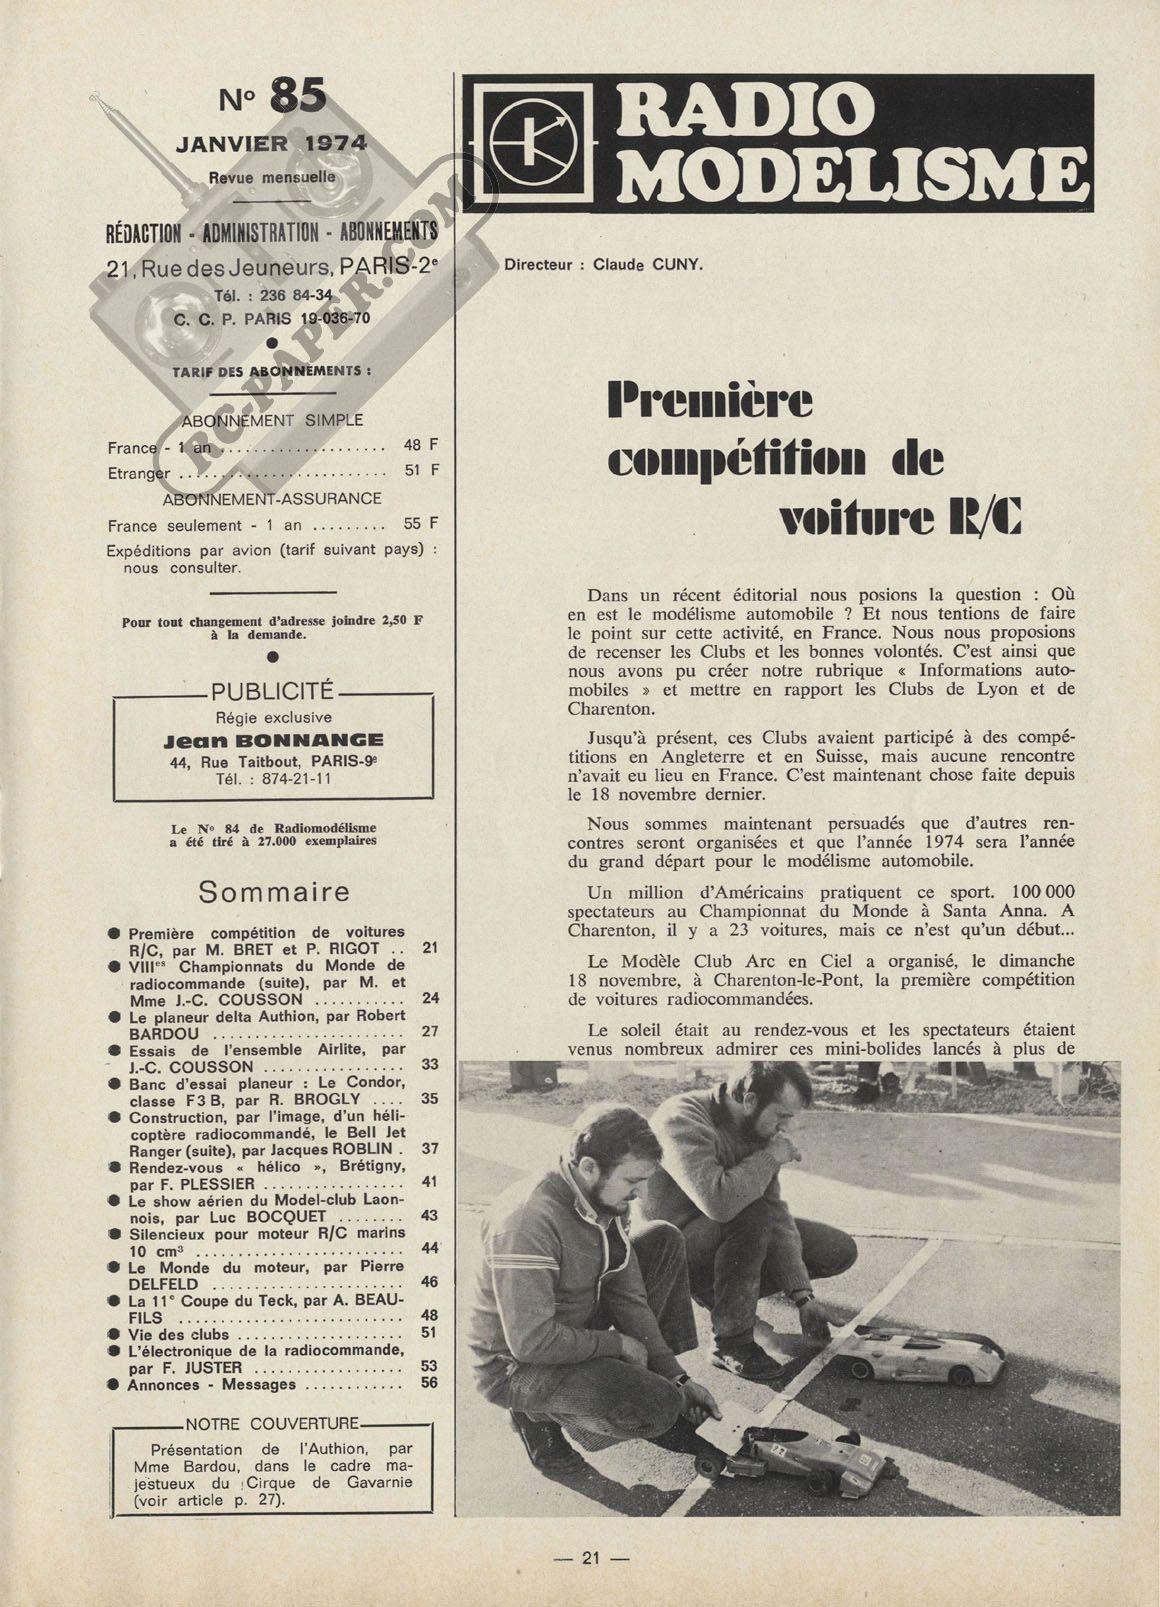 N° 85
JANVIER 1974
Revue mensuelle
RÉDACTION - ADMINISTRATION - ABONNEMENTS
21, Rue des Jeuneurs, PARIS-2e
Tél. : 236 84-34
C. C. P. PARIS 19-036-70
TARIF DES ABONNEMENTS :
ABONNEMENT SIMPLE
France - 1 an .................... 48 F
Etranger ......................... 51 F
ABONNEMENT-ASSURANCE
France seulement - 1 an ......... 55 F
Expéditions par avion (tarif suivant pays) :
nous consulter.
Pour tout changement d'adresse joindre 2,50 F
à la demande.
PUBLICITÉ
Régie exclusive
Jean BONNANGE
44, Rue Taitbout, PARIS-9e
Tél. : 874-21-11
Le N° 84 de Radiomodélisme
a été tiré à 27.000 exemplaires
Sommaire
● Première compétition de voitures
R/C, par M. BRET et P. RIGOT .. 21
● VIIIes Championnats du Monde de
radiocommande (suite), par M. et
Mme J.-C. COUSSON ........... 24
● Le planeur delta Authion, par Robert
BARDOU ....................... 27
● Essais de l'ensemble Airlite, par
J.-C. COUSSON ................. 33
● Banc d'essai planeur : Le Condor,
classe F3B, par R. BROGLY .... 35
● Construction, par l'image, d'un héli-
coptère radiocommandé, le Bell Jet
Ranger (suite), par Jacques ROBLIN . 37
● Rendez-vous « hélico », Brétigny,
par F. PLESSIER ................. 41
● Le show aérien du Model-club Laon-
nois, par Luc BOCQUET ........ 43
● Silencieux pour moteur R/C marins
10 cm³ ......................... 44
● Le Monde du moteur, par Pierre
DELFELD ....................... 46
● La 11e Coupe du Teck, par A. BEAU-
FILS ........................... 48
● Vie des clubs .................... 51
● L'électronique de la radiocommande,
par F. JUSTER .................. 53
● Annonces - Messages ............ 56
NOTRE COUVERTURE
Présentation de l'Authion, par
Mme Bardou, dans le cadre ma-
jestueux du Cirque de Gavarnie
(voir article p. 27).
RADIO
MODELISME
Directeur : Claude CUNY.
Première
compétition de
voiture R/C
Dans un récent éditorial nous posions la question : Où
en est le modélisme automobile ? Et nous tentions de faire
le point sur cette activité, en France. Nous nous proposions
de recenser les Clubs et les bonnes volontés. C'est ainsi que
nous avons pu créer notre rubrique « Informations auto-
mobiles » et mettre en rapport les Clubs de Lyon et de
Charenton.
Jusqu'à présent, ces Clubs avaient participé à des compé-
titions en Angleterre et en Suisse, mais aucune rencontre
n'avait eu lieu en France. C'est maintenant chose faite depuis
le 18 novembre dernier.
Nous sommes maintenant persuadés que d'autres ren-
contres seront organisées et que l'année 1974 sera l'année
du grand départ pour le modélisme automobile.
Un million d'Américains pratiquent ce sport. 100 000
spectateurs au Championnat du Monde à Santa Anna. A
Charenton, il y a 23 voitures, mais ce n'est qu'un début...
Le Modèle Club Arc en Ciel a organisé, le dimanche
18 novembre, à Charenton-le-Pont, la première compétition
de voitures radiocommandées.
Le soleil était au rendez-vous et les spectateurs étaient
venus nombreux admirer ces mini-bolides lancés à plus de
— 21 —
RC-PAPER.COM